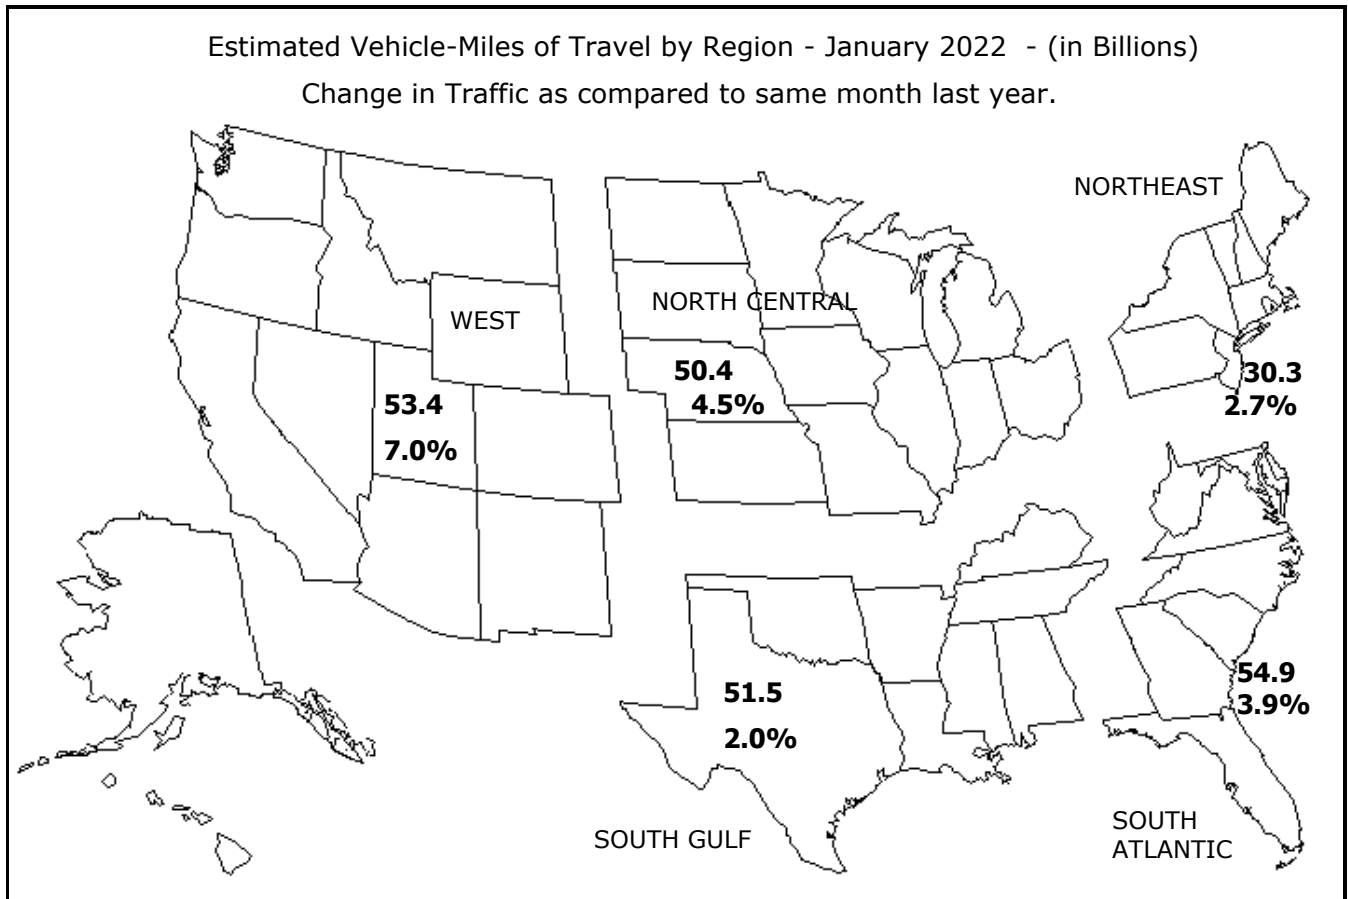 Estimated Vehicle-Miles of Travel by Region - January 2022 - (in Billions)
Change in Traffic as compared to same month last year.
NORTHEAST
30.3
2.7%
NORTH CENTRAL
50.4
4.5%
WEST
53.4
7.0%
SOUTH GULF
51.5
2.0%
SOUTH
ATLANTIC
54.9
3.9%